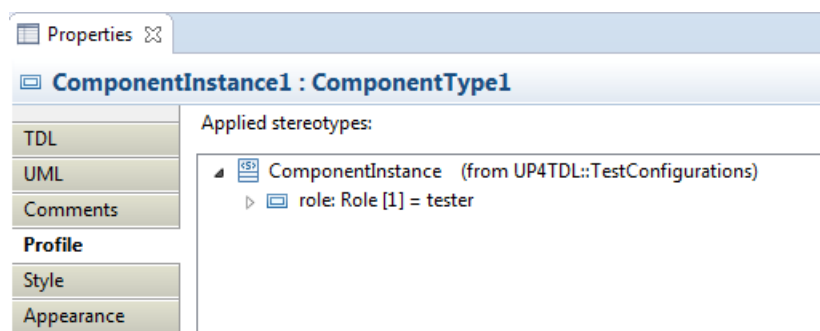 Properties
ComponentInstance1 : ComponentType1
TDL
UML
Comments
Profile
Style
Appearance
Applied stereotypes:
<<S>> ComponentInstance (from UP4TDL::TestConfigurations)
role: Role [1] = tester